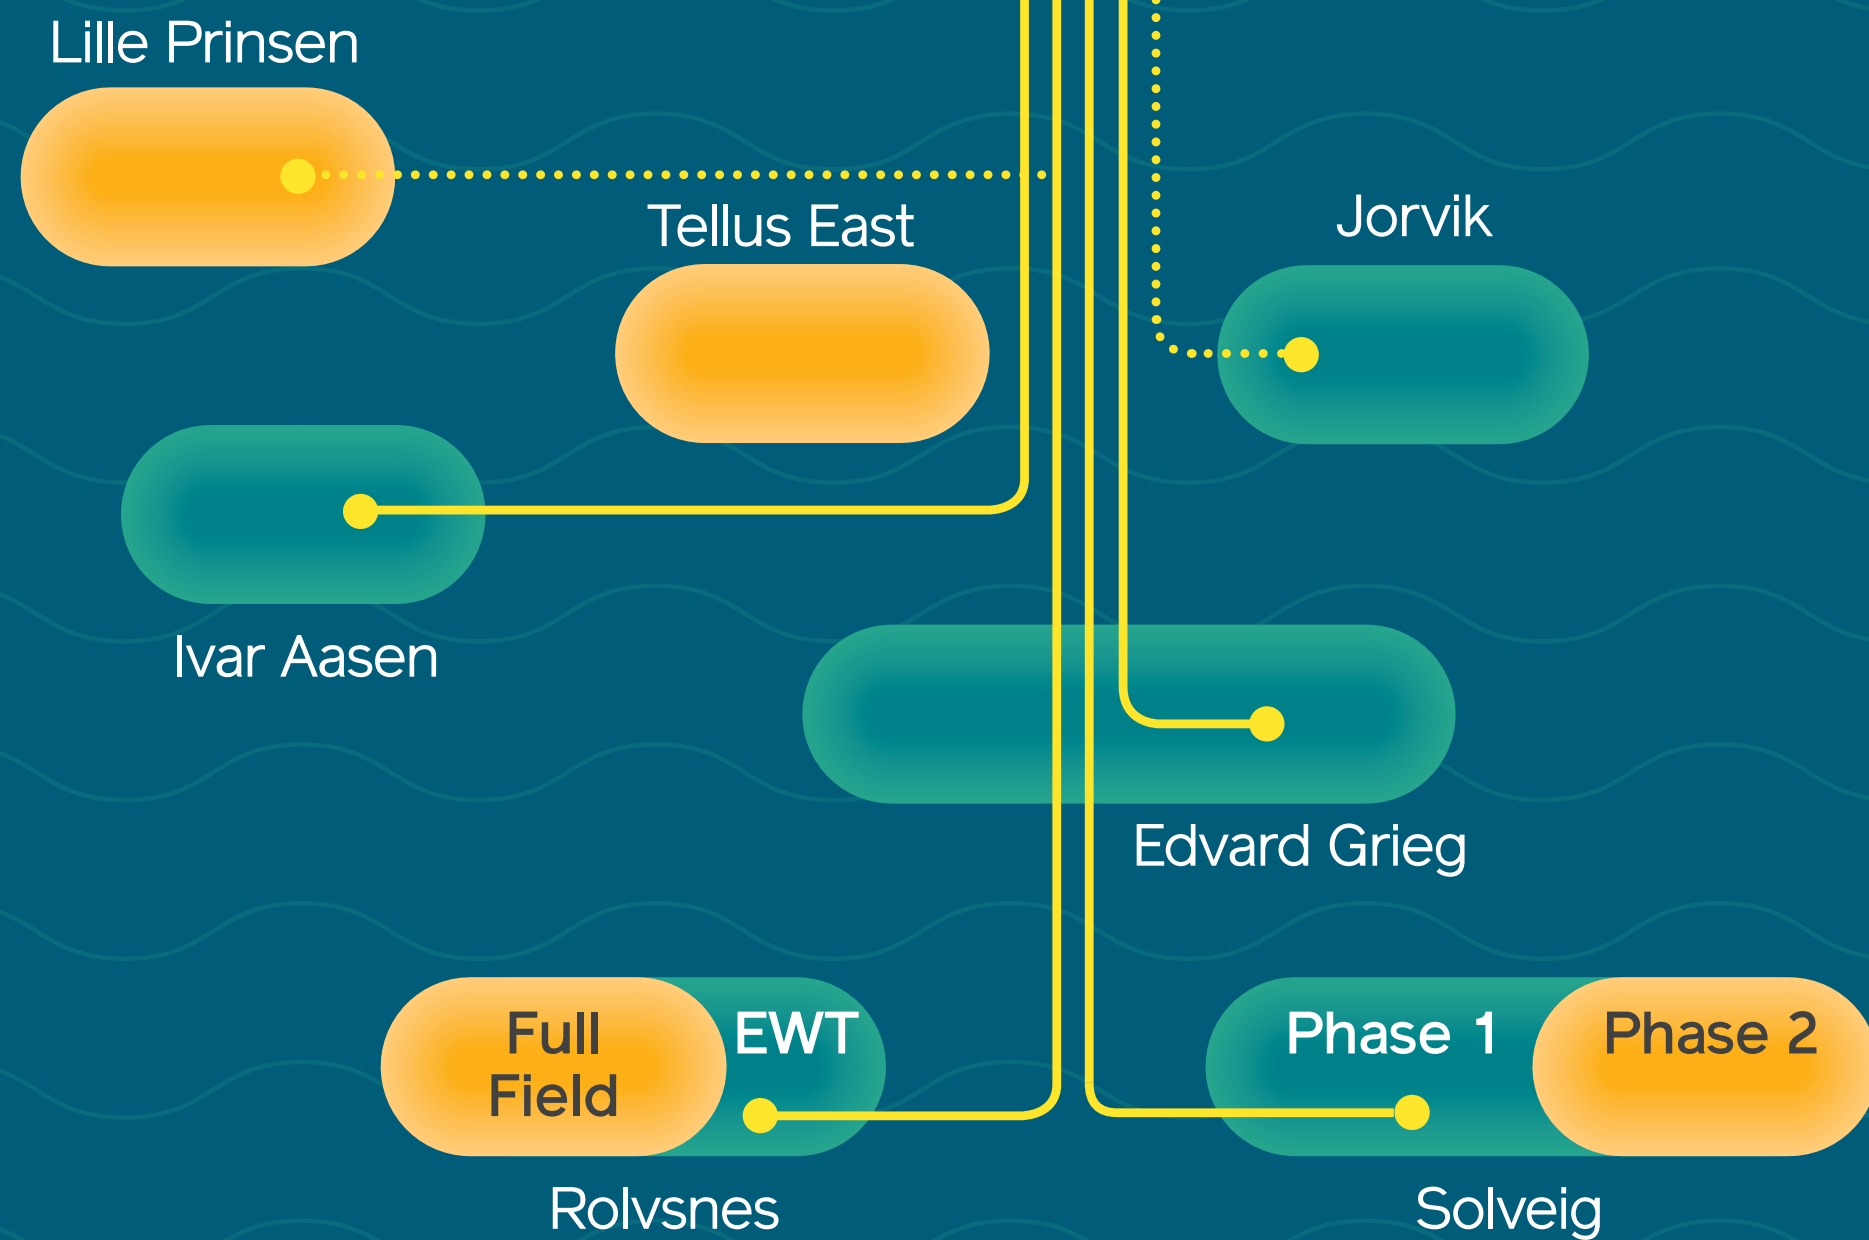 Lille Prinsen
Tellus East
Jorvik
Ivar Aasen
Edvard Grieg
Full
Field
EWT
Phase 1
Phase 2
Rolvsnes
Solveig